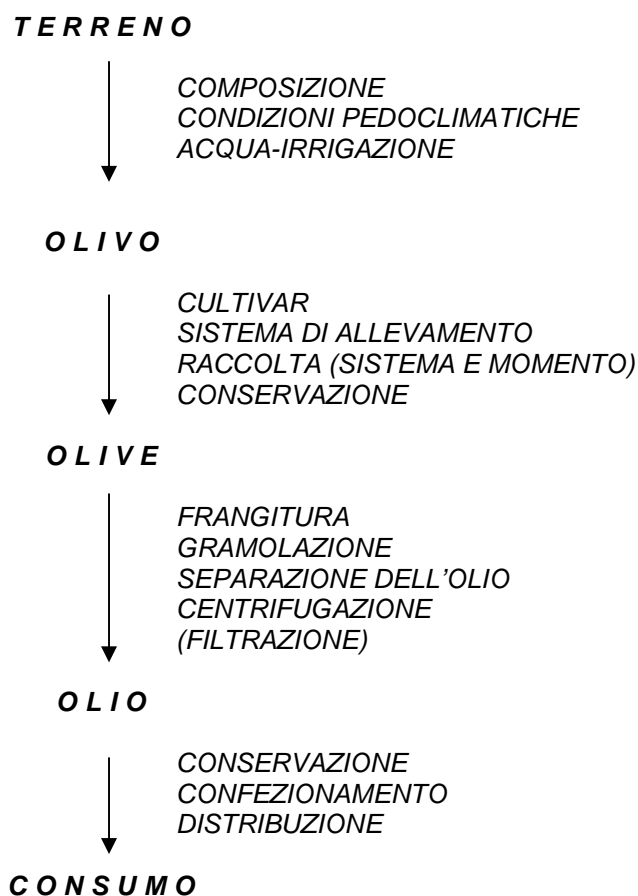 T E R R E N O
COMPOSIZIONE
CONDIZIONI PEDOCLIMATICHE
ACQUA-IRRIGAZIONE
O L I V O
CULTIVAR
SISTEMA DI ALLEVAMENTO
RACCOLTA (SISTEMA E MOMENTO)
CONSERVAZIONE
O L I V E
FRANGITURA
GRAMOLAZIONE
SEPARAZIONE DELL’OLIO
CENTRIFUGAZIONE
(FILTRAZIONE)
O L I O
CONSERVAZIONE
CONFEZIONAMENTO
DISTRIBUZIONE
C O N S U M O